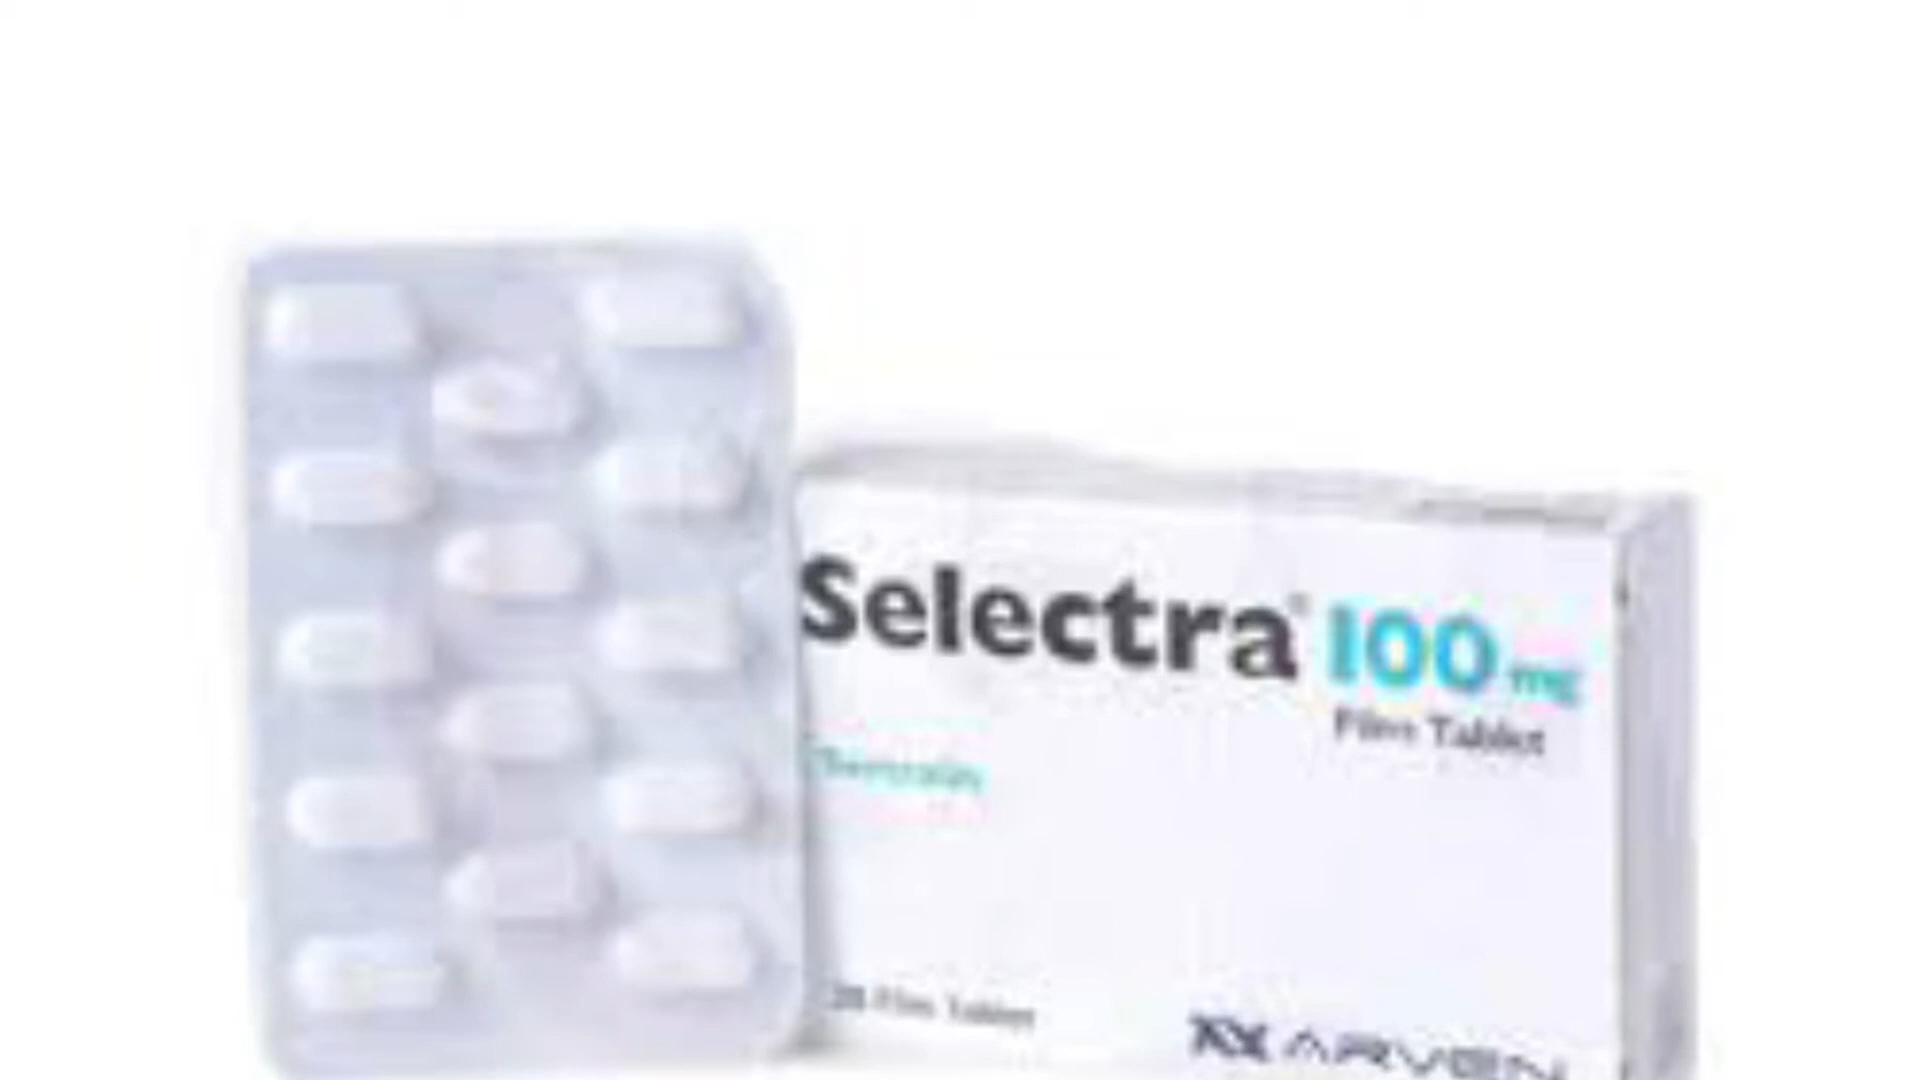 Selectra® 100 mg
Film Tablet
Sertralin
28 Film Tablet
ARVEN